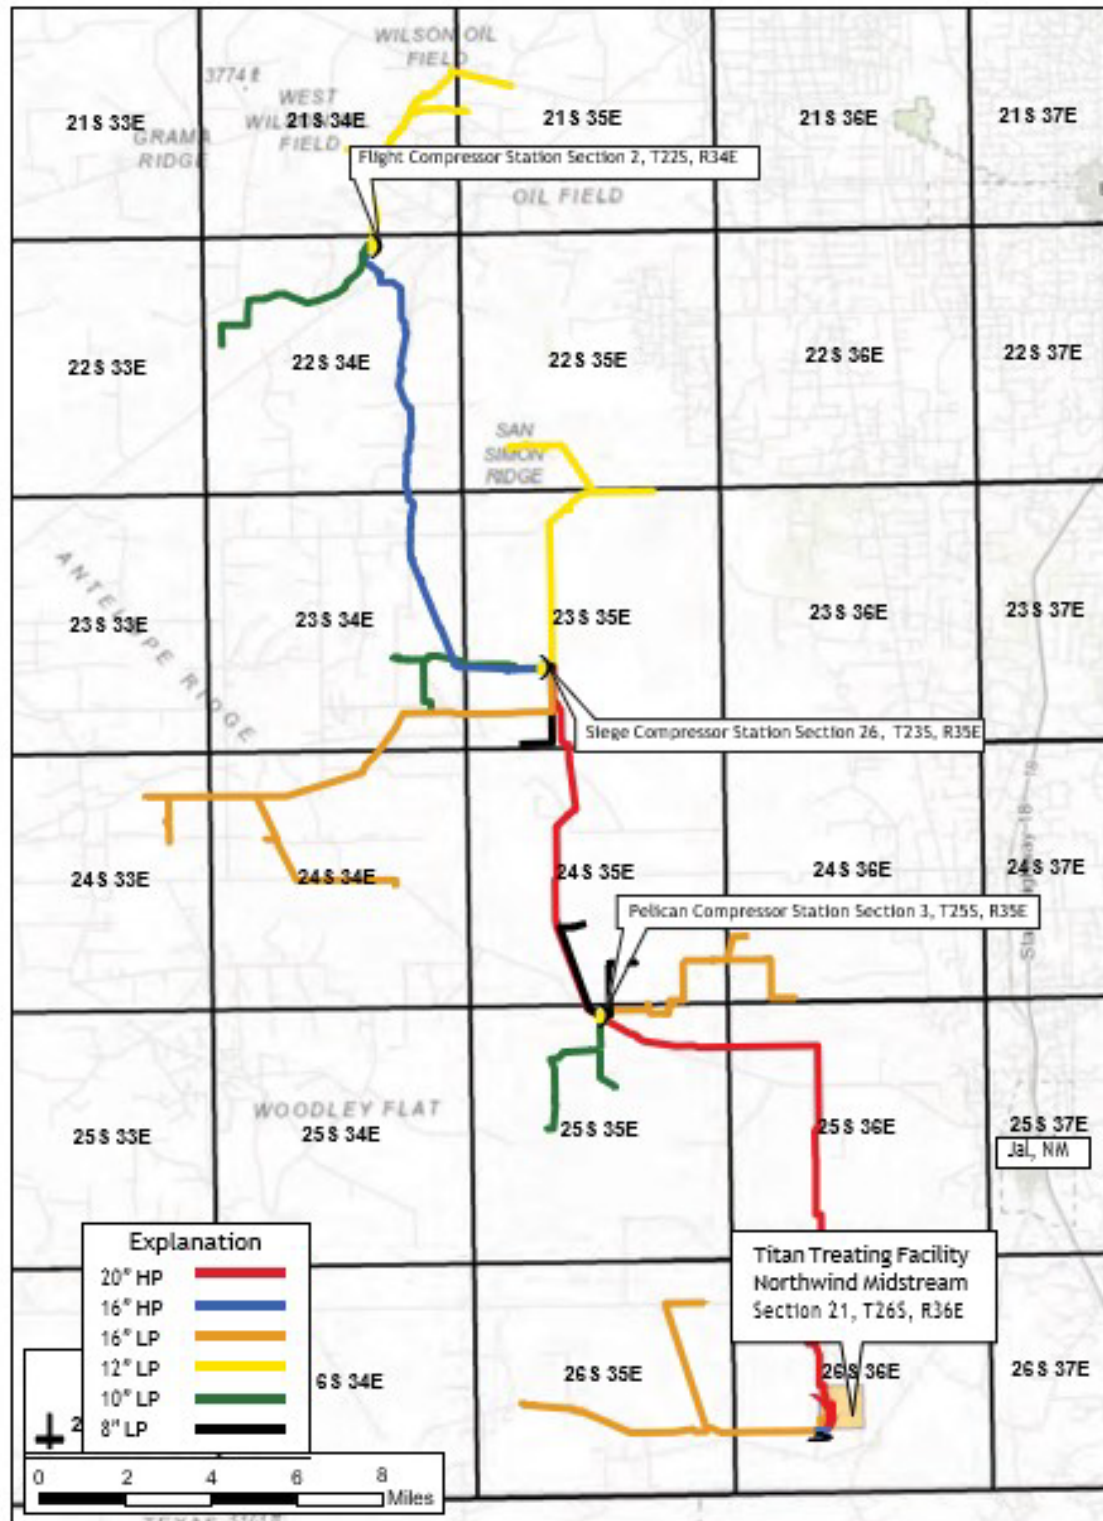 WILSON OIL
FIELD
3774 ft
WEST
FIELD
21 S 33E
21 S 34E
21 S 35E
21 S 36E
21 S 37E
GRAMA
RIDGE
Flight Compressor Station Section 2, T22S, R34E
OIL FIELD
22 S 33E
22 S 34E
22 S 35E
22 S 36E
22 S 37E
SAN
SIMON
RIDGE
ANTELOPE RIDGE
23 S 33E
23 S 34E
23 S 35E
23 S 36E
23 S 37E
Siege Compressor Station Section 26, T23S, R35E
24 S 33E
24 S 34E
24 S 35E
24 S 36E
24 S 37E
Pelican Compressor Station Section 3, T25S, R35E
WOODLEY FLAT
25 S 33E
25 S 34E
25 S 35E
25 S 36E
25 S 37E
Jal, NM
Titan Treating Facility
Northwind Midstream
Section 21, T26S, R36E
Explanation
20" HP
16" HP
16" LP
12" LP
10" LP
8" LP
6 S 34E
26 S 35E
26 S 36E
26 S 37E
2
0 2 4 6 8
Miles